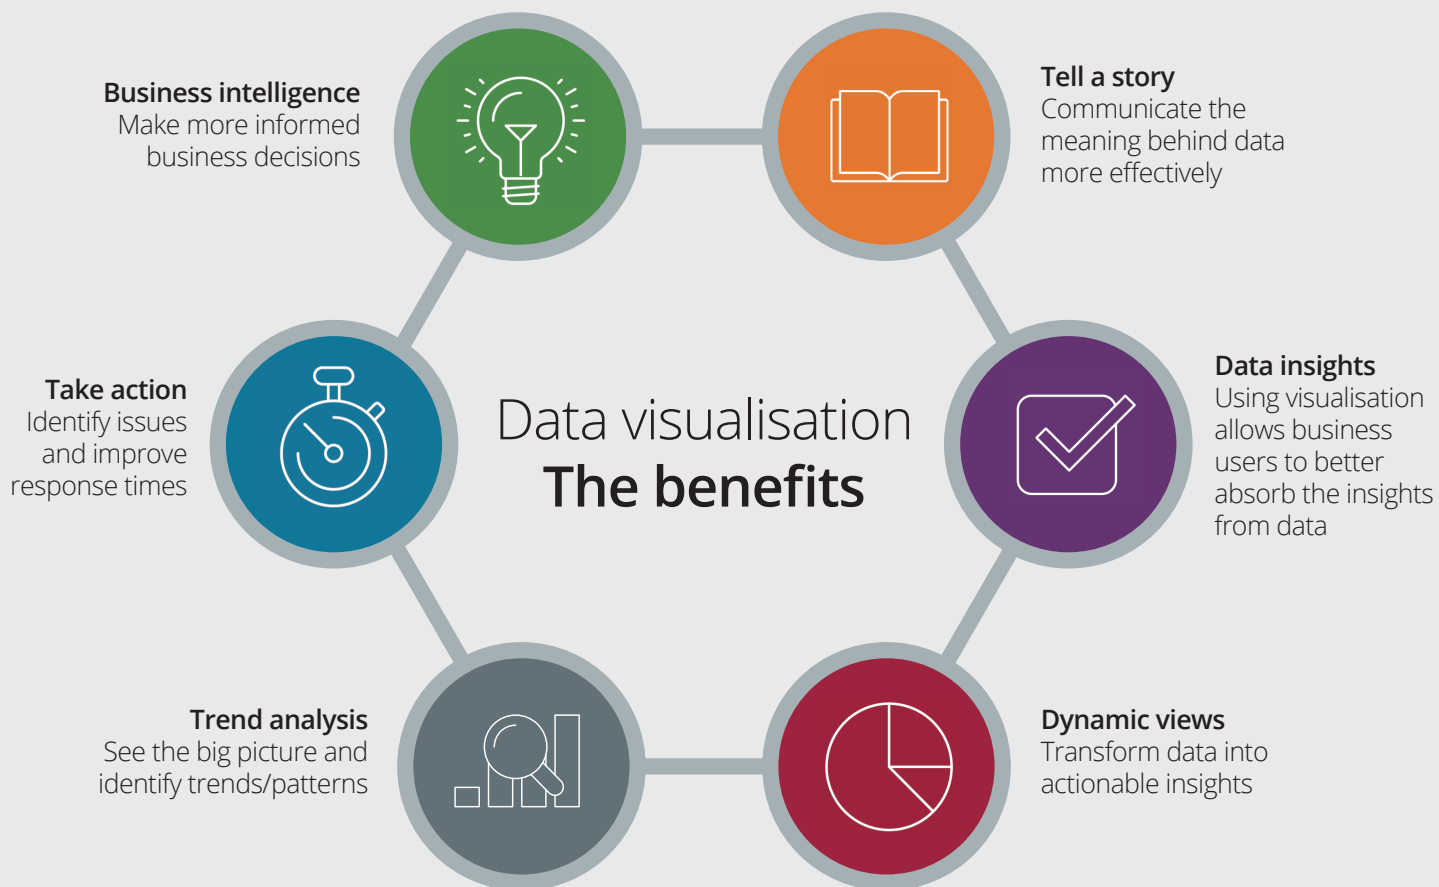 Business intelligence
Make more informed
business decisions
Tell a story
Communicate the
meaning behind data
more effectively
Take action
Identify issues
and improve
response times
Data visualisation
The benefits
Data insights
Using visualisation
allows business
users to better
absorb the insights
from data
Trend analysis
See the big picture and
identify trends/patterns
Dynamic views
Transform data into
actionable insights